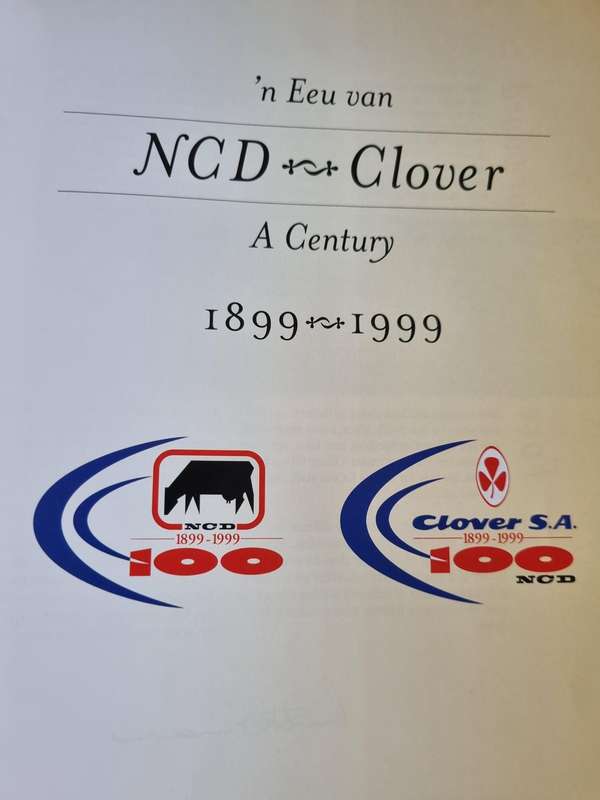 'n Eeu van
NCD Clover
A Century
1899 1999
NCD
1899-1999
100
Clover S.A.
1899-1999
100
NCD